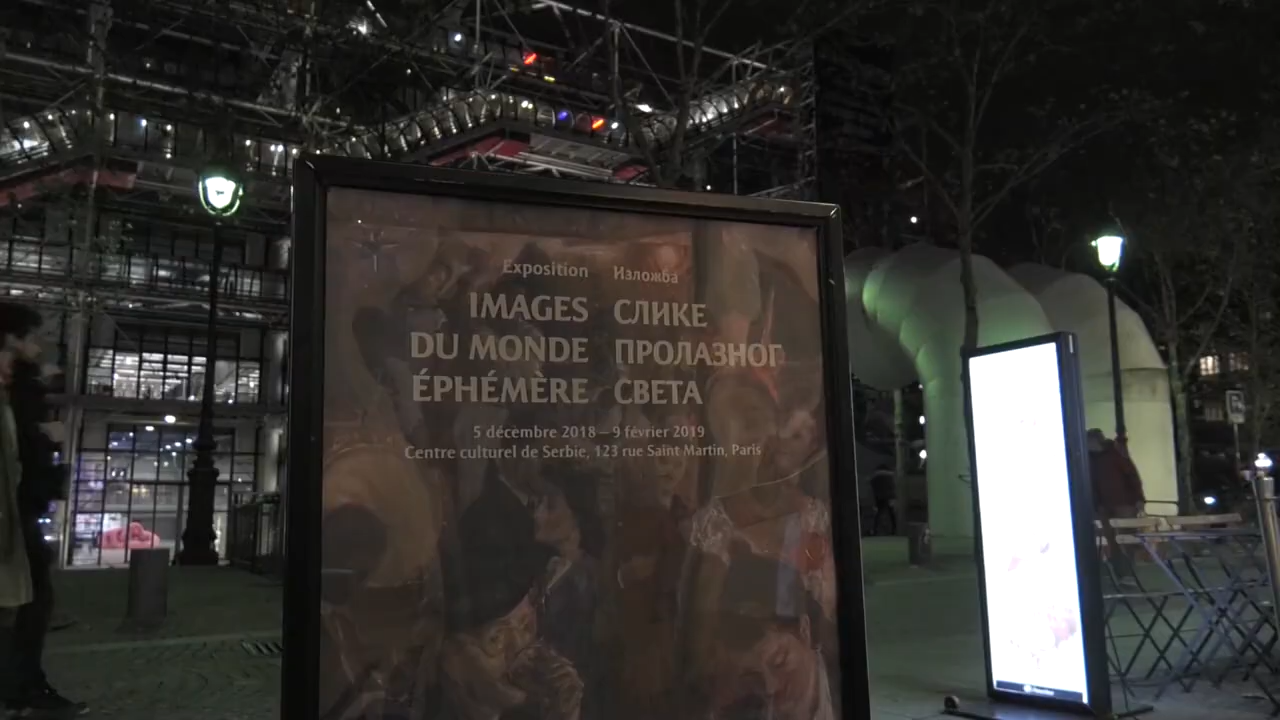 Exposition Изложба
IMAGES СЛИКЕ
DU MONDE ПРОЛАЗНОГ
ÉPHÉMÈRE СВЕТА
5 décembre 2018 — 9 février 2019
Centre culturel de Serbie, 123 rue Saint Martin, Paris